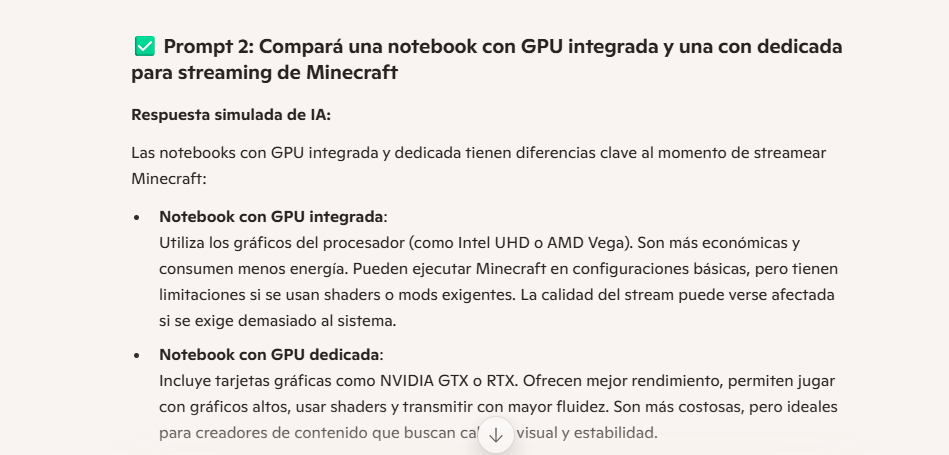 ✅ Prompt 2: Compará una notebook con GPU integrada y una con dedicada
para streaming de Minecraft
Respuesta simulada de IA:
Las notebooks con GPU integrada y dedicada tienen diferencias clave al momento de streamear
Minecraft:
• Notebook con GPU integrada:
Utiliza los gráficos del procesador (como Intel UHD o AMD Vega). Son más económicas y
consumen menos energía. Pueden ejecutar Minecraft en configuraciones básicas, pero tienen
limitaciones si se usan shaders o mods exigentes. La calidad del stream puede verse afectada
si se exige demasiado al sistema.
• Notebook con GPU dedicada:
Incluye tarjetas gráficas como NVIDIA GTX o RTX. Ofrecen mejor rendimiento, permiten jugar
con gráficos altos, usar shaders y transmitir con mayor fluidez. Son más costosas, pero ideales
para creadores de contenido que buscan visual y estabilidad.